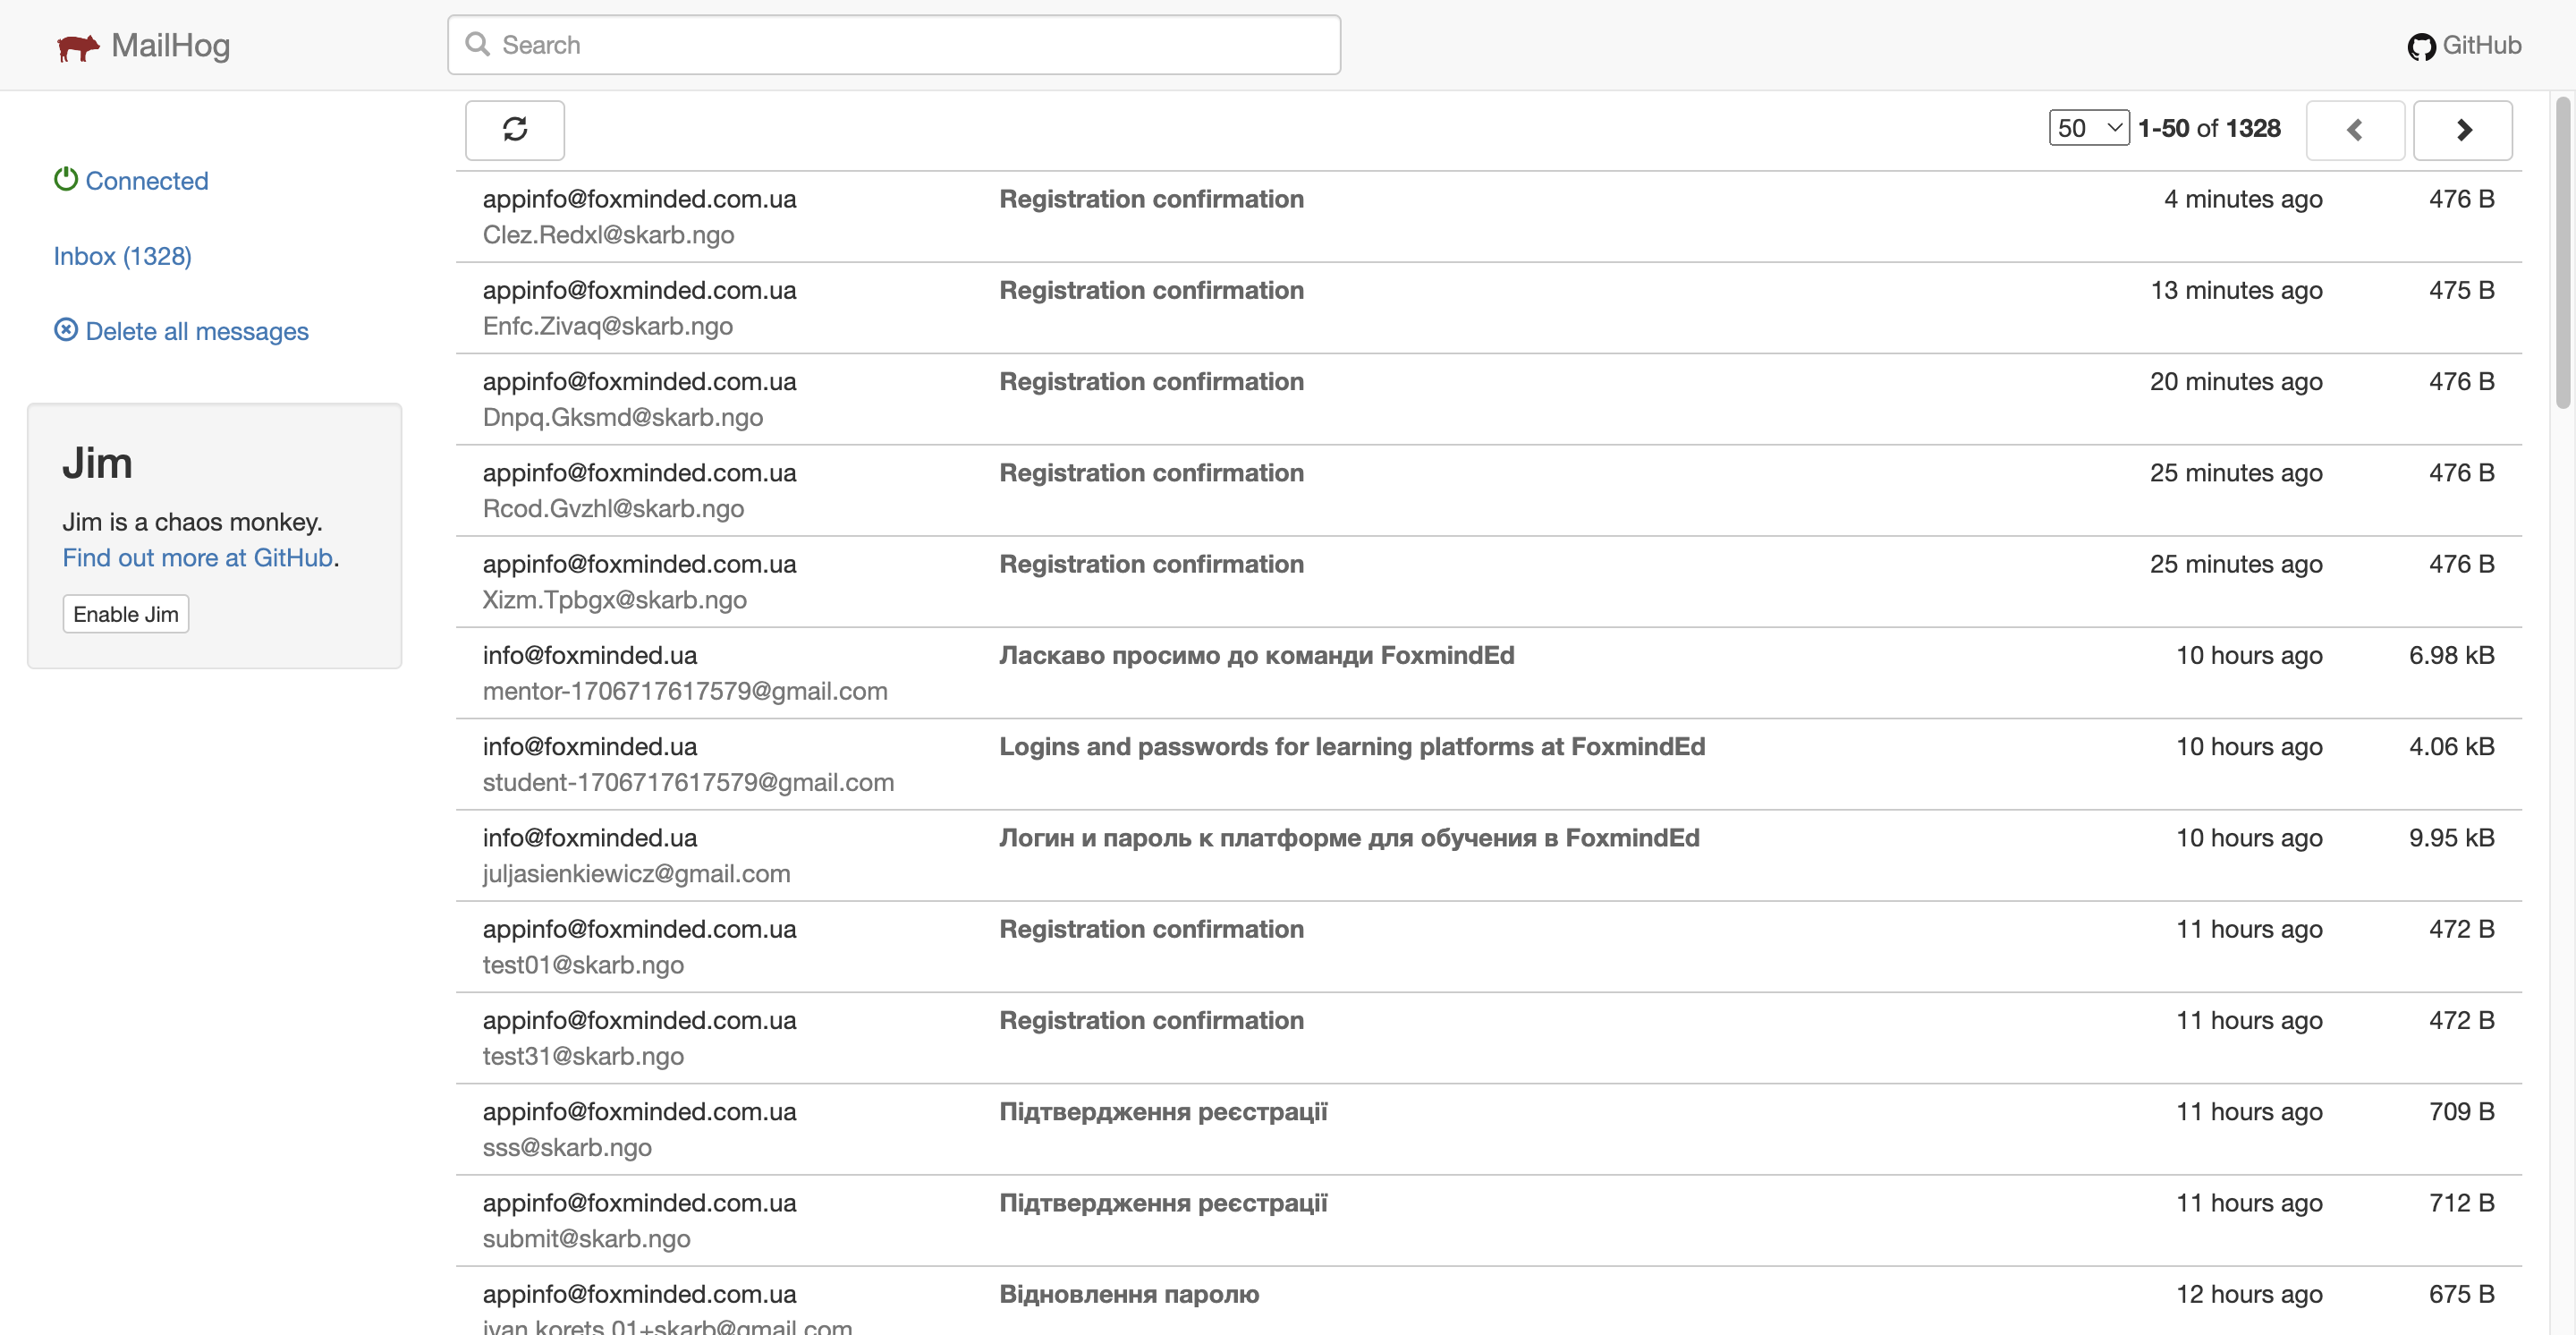 MailHog
Search
GitHub
Connected
Inbox (1328)
Delete all messages
Jim
Jim is a chaos monkey.
Find out more at GitHub.
Enable Jim
50 1-50 of 1328
appinfo@foxminded.com.ua Registration confirmation 4 minutes ago 476 B
Clez.Redxl@skarb.ngo
appinfo@foxminded.com.ua Registration confirmation 13 minutes ago 475 B
Enfc.Zivaq@skarb.ngo
appinfo@foxminded.com.ua Registration confirmation 20 minutes ago 476 B
Dnpq.Gksmd@skarb.ngo
appinfo@foxminded.com.ua Registration confirmation 25 minutes ago 476 B
Rcod.Gvzhl@skarb.ngo
appinfo@foxminded.com.ua Registration confirmation 25 minutes ago 476 B
Xizm.Tpbgx@skarb.ngo
info@foxminded.ua Ласкаво просимо до команди FoxmindEd 10 hours ago 6.98 kB
mentor-1706717617579@gmail.com
info@foxminded.ua Logins and passwords for learning platforms at FoxmindEd 10 hours ago 4.06 kB
student-1706717617579@gmail.com
info@foxminded.ua Логин и пароль к платформе для обучения в FoxmindEd 10 hours ago 9.95 kB
juljasienkiewicz@gmail.com
appinfo@foxminded.com.ua Registration confirmation 11 hours ago 472 B
test01@skarb.ngo
appinfo@foxminded.com.ua Registration confirmation 11 hours ago 472 B
test31@skarb.ngo
appinfo@foxminded.com.ua Підтвердження реєстрації 11 hours ago 709 B
sss@skarb.ngo
appinfo@foxminded.com.ua Підтвердження реєстрації 11 hours ago 712 B
submit@skarb.ngo
appinfo@foxminded.com.ua Відновлення паролю 12 hours ago 675 B
ivan.korets.01+skarb@gmail.com